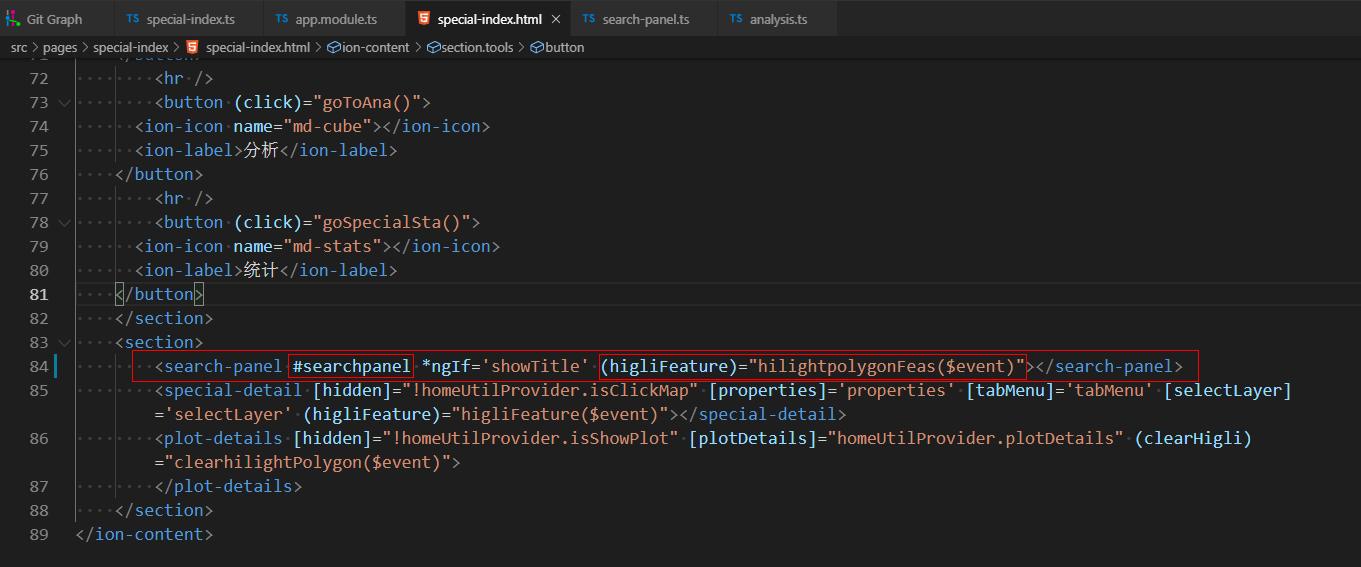 Git Graph TS special-index.ts TS app.module.ts special-index.html × TS search-panel.ts TS analysis.ts
src > pages > special-index > special-index.html > ion-content > section.tools > button
71 </button>
72 <hr />
73 <button (click)="goToAna()">
74 <ion-icon name="md-cube"></ion-icon>
75 <ion-label>分析</ion-label>
76 </button>
77 <hr />
78 <button (click)="goSpecialSta()">
79 <ion-icon name="md-stats"></ion-icon>
80 <ion-label>统计</ion-label>
81 </button>
82 </section>
83 <section>
84 <search-panel #searchpanel *ngIf='showTitle' (higliFeature)="hilightpolygonFeas($event)"></search-panel>
85 <special-detail [hidden]="!homeUtilProvider.isClickMap" [properties]='properties' [tabMenu]='tabMenu' [selectLayer]
='selectLayer' (higliFeature)="higliFeature($event)"></special-detail>
86 <plot-details [hidden]="!homeUtilProvider.isShowPlot" [plotDetails]="homeUtilProvider.plotDetails" (clearHigli)
="clearhilightPolygon($event)">
87 </plot-details>
88 </section>
89 </ion-content>